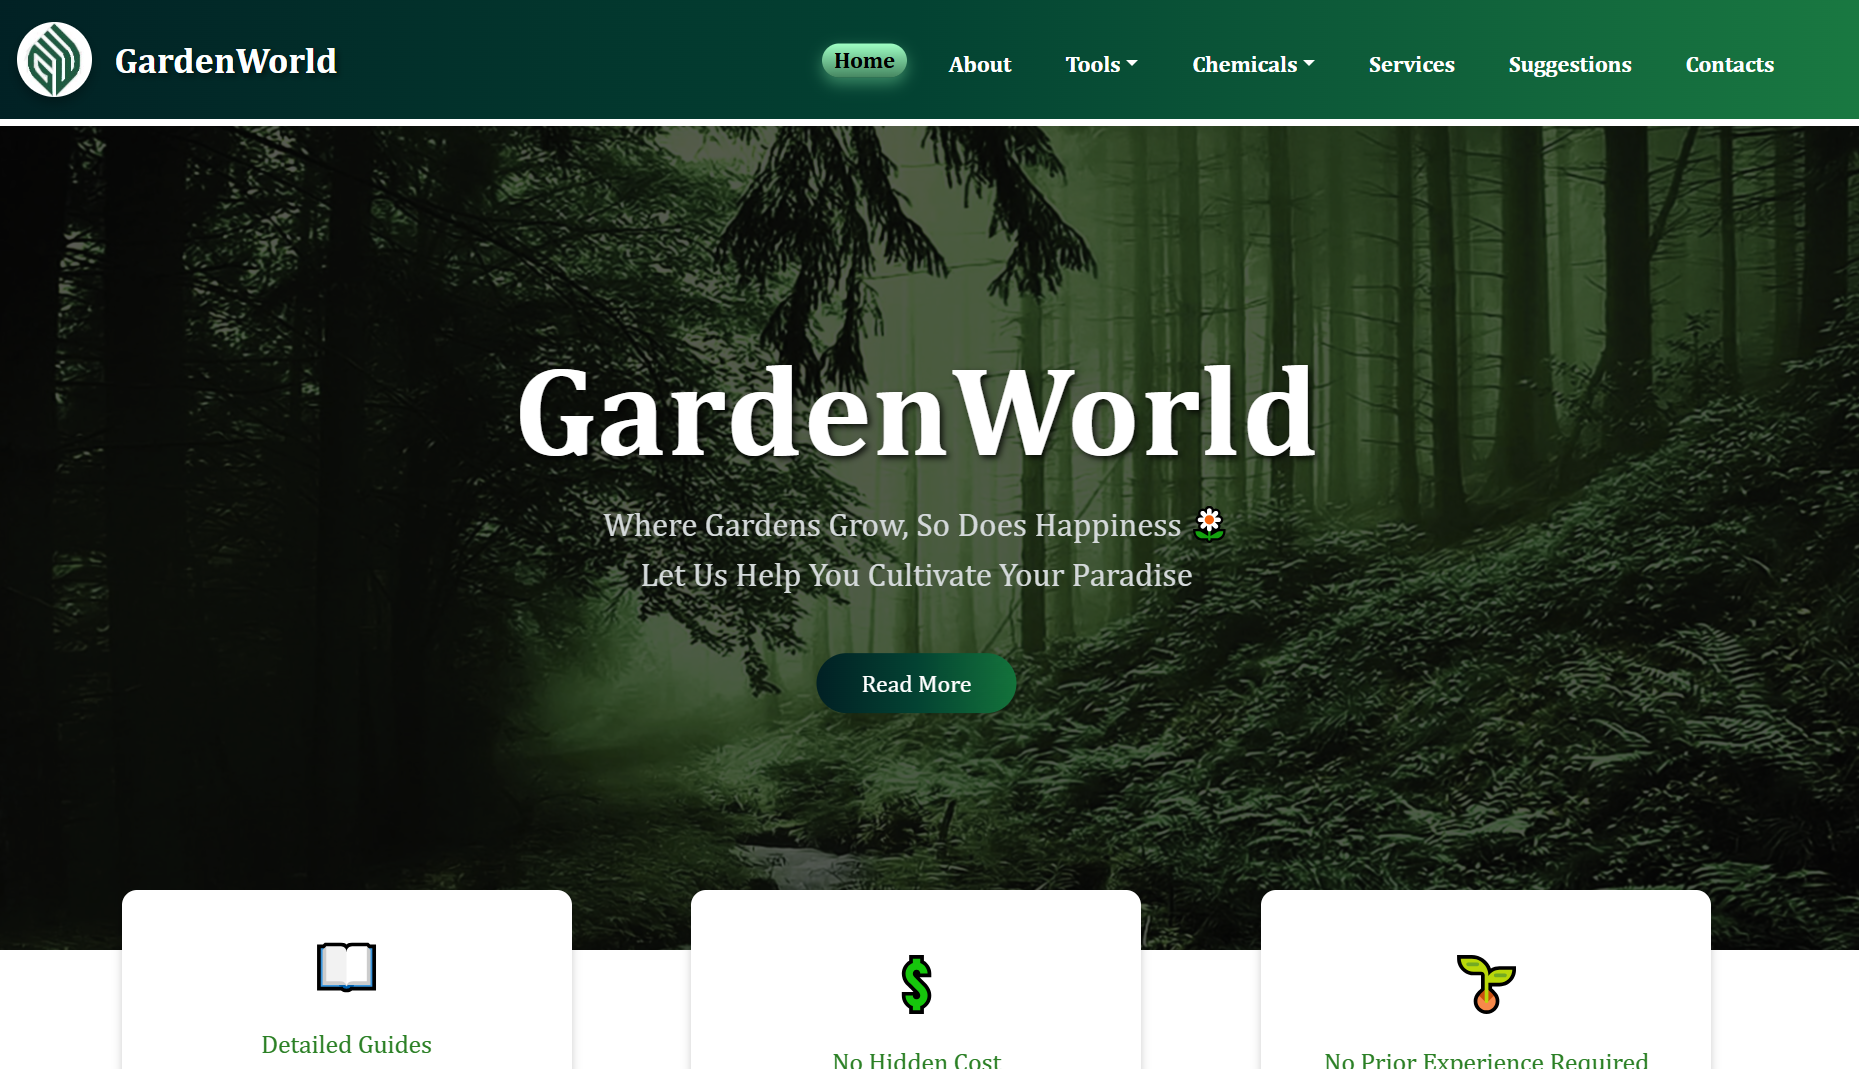 GardenWorld
Home About Tools Chemicals Services Suggestions Contacts
GardenWorld
Where Gardens Grow, So Does Happiness
Let Us Help You Cultivate Your Paradise
Read More
Detailed Guides
No Hidden Cost
No Prior Experience Required